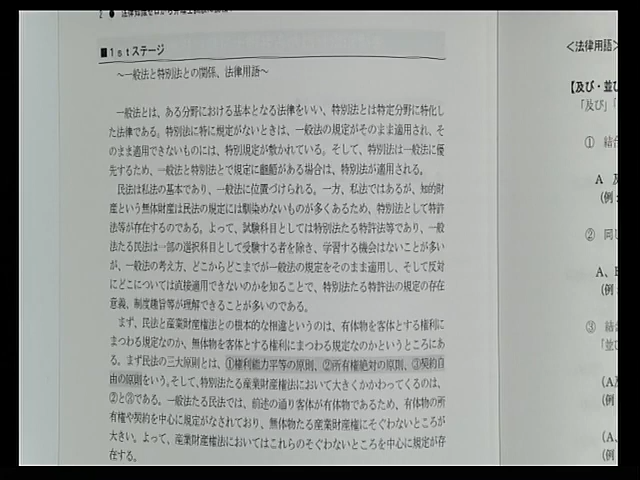 2 ●
■1stステージ
～一般法と特別法との関係、法律用語～
一般法とは、ある分野における基本となる法律をいい、特別法とは特定分野に特化し
た法律である。特別法に特に規定がないときは、一般法の規定がそのまま適用され、そ
のまま適用できないものには、特別規定が敷かれている。そして、特別法は一般法に優
先するため、一般法と特別法とで規定に齟齬がある場合は、特別法が適用される。
民法は私法の基本であり、一般法に位置づけられる。一方、私法ではあるが、知的財
産という無体財産は民法の規定には馴染めないものが多くあるため、特別法として特許
法等が存在するのである。よって、試験科目としては特別法たる特許法等であり、一般
法たる民法は一部の選択科目として受験する者を除き、学習する機会はないことが多い
が、一般法の考え方、どこからどこまでが一般法の規定をそのまま適用し、そして反対
にどこについては直接適用できないのかを知ることで、特別法たる特許法の規定の存在
意義、制度趣旨等が理解できることが多いのである。
まず、民法と産業財産権法との根本的な相違というのは、有体物を客体とする権利に
まつわる規定なのか、無体物を客体とする権利にまつわる規定なのかというところにあ
る。まず民法の三大原則とは、①権利能力平等の原則、②所有権絶対の原則、③契約自
由の原則をいう。そして、特別法たる産業財産権法において大きくかかわってくるのは、
②と③である。一般法たる民法では、前述の通り客体が有体物であるため、有体物の所
有権や契約を中心に規定がなされており、無体物たる産業財産権にそぐわないところが
大きい。よって、産業財産権法においてはこれらのそぐわないところを中心に規定が存
在する。
＜法律用語＞
【及び・並び
「及び」「
① 結合
A 及
(例
② 同じ
A、B
(例
③ 結
「並び
(A
(例
(A、
(例